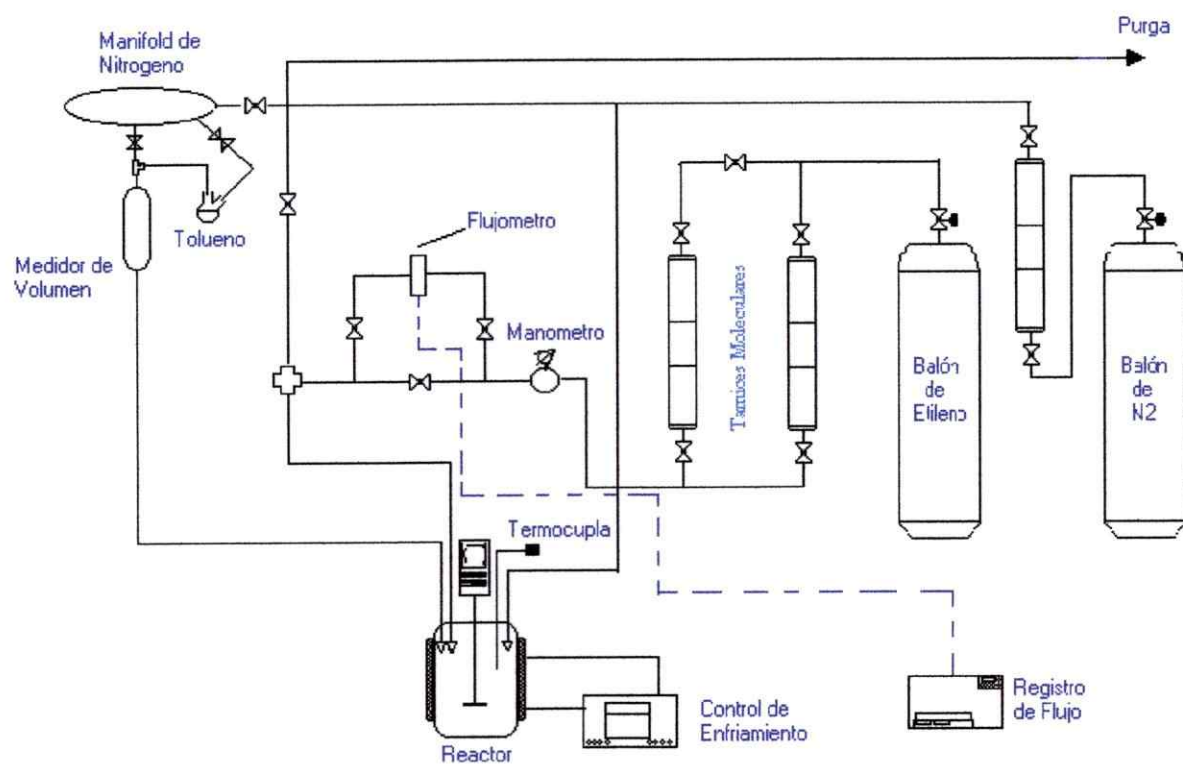 Purga
Manifold de
Nitrogeno
Flujometro
Tolueno
Medidor de
Volumen
Manometro
Tamices Moleculares
Balón
de
Etileno
Balón
de
N2
Termocupla
Control de
Enfriamiento
Registro
de Flujo
Reactor